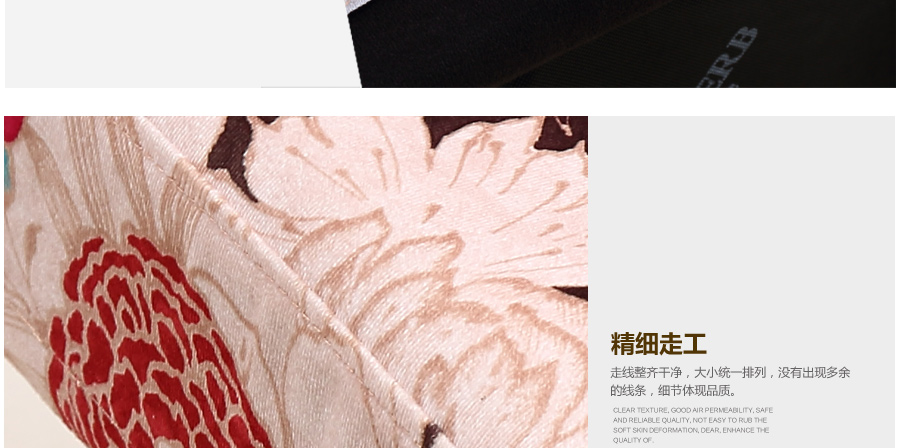 ERB
精细走工
走线整齐干净，大小统一排列，没有出现多余
的线条，细节体现品质。
CLEAR TEXTURE, GOOD AIR PERMEABILITY, SAFE
AND RELIABLE QUALITY, NOT EASY TO RUB THE
SOFT SKIN DEFORMATION, DEAR, ENHANCE THE
QUALITY OF.